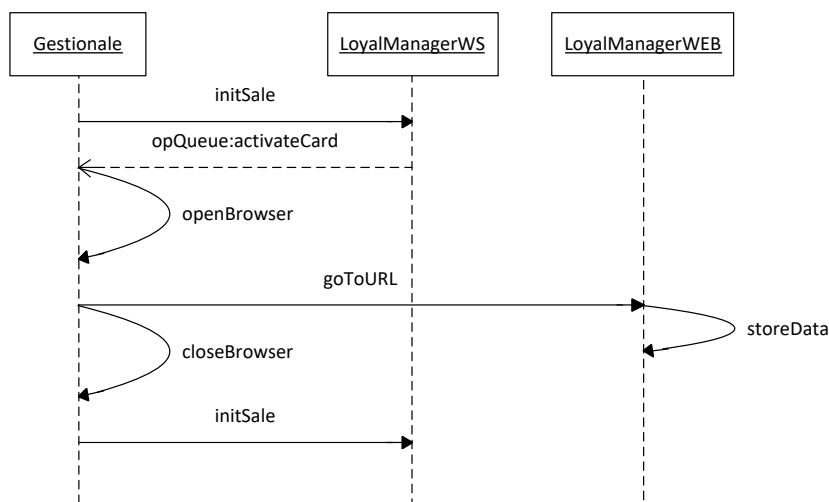 Gestionale
LoyalManagerWS
LoyalManagerWEB
initSale
opQueue:activateCard
openBrowser
goToURL
storeData
closeBrowser
initSale